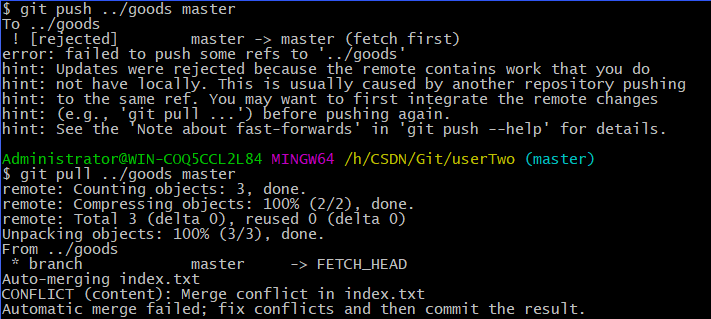 $ git push ../goods master
To ../goods
 ! [rejected]        master -> master (fetch first)
error: failed to push some refs to '../goods'
hint: Updates were rejected because the remote contains work that you do
hint: not have locally. This is usually caused by another repository pushing
hint: to the same ref. You may want to first integrate the remote changes
hint: (e.g., 'git pull ...') before pushing again.
hint: See the 'Note about fast-forwards' in 'git push --help' for details.
Administrator@WIN-COQ5CCL2L84 MINGW64 /h/CSDN/Git/userTwo (master)
$ git pull ../goods master
remote: Counting objects: 3, done.
remote: Compressing objects: 100% (2/2), done.
remote: Total 3 (delta 0), reused 0 (delta 0)
Unpacking objects: 100% (3/3), done.
From ../goods
 * branch            master     -> FETCH_HEAD
Auto-merging index.txt
CONFLICT (content): Merge conflict in index.txt
Automatic merge failed; fix conflicts and then commit the result.